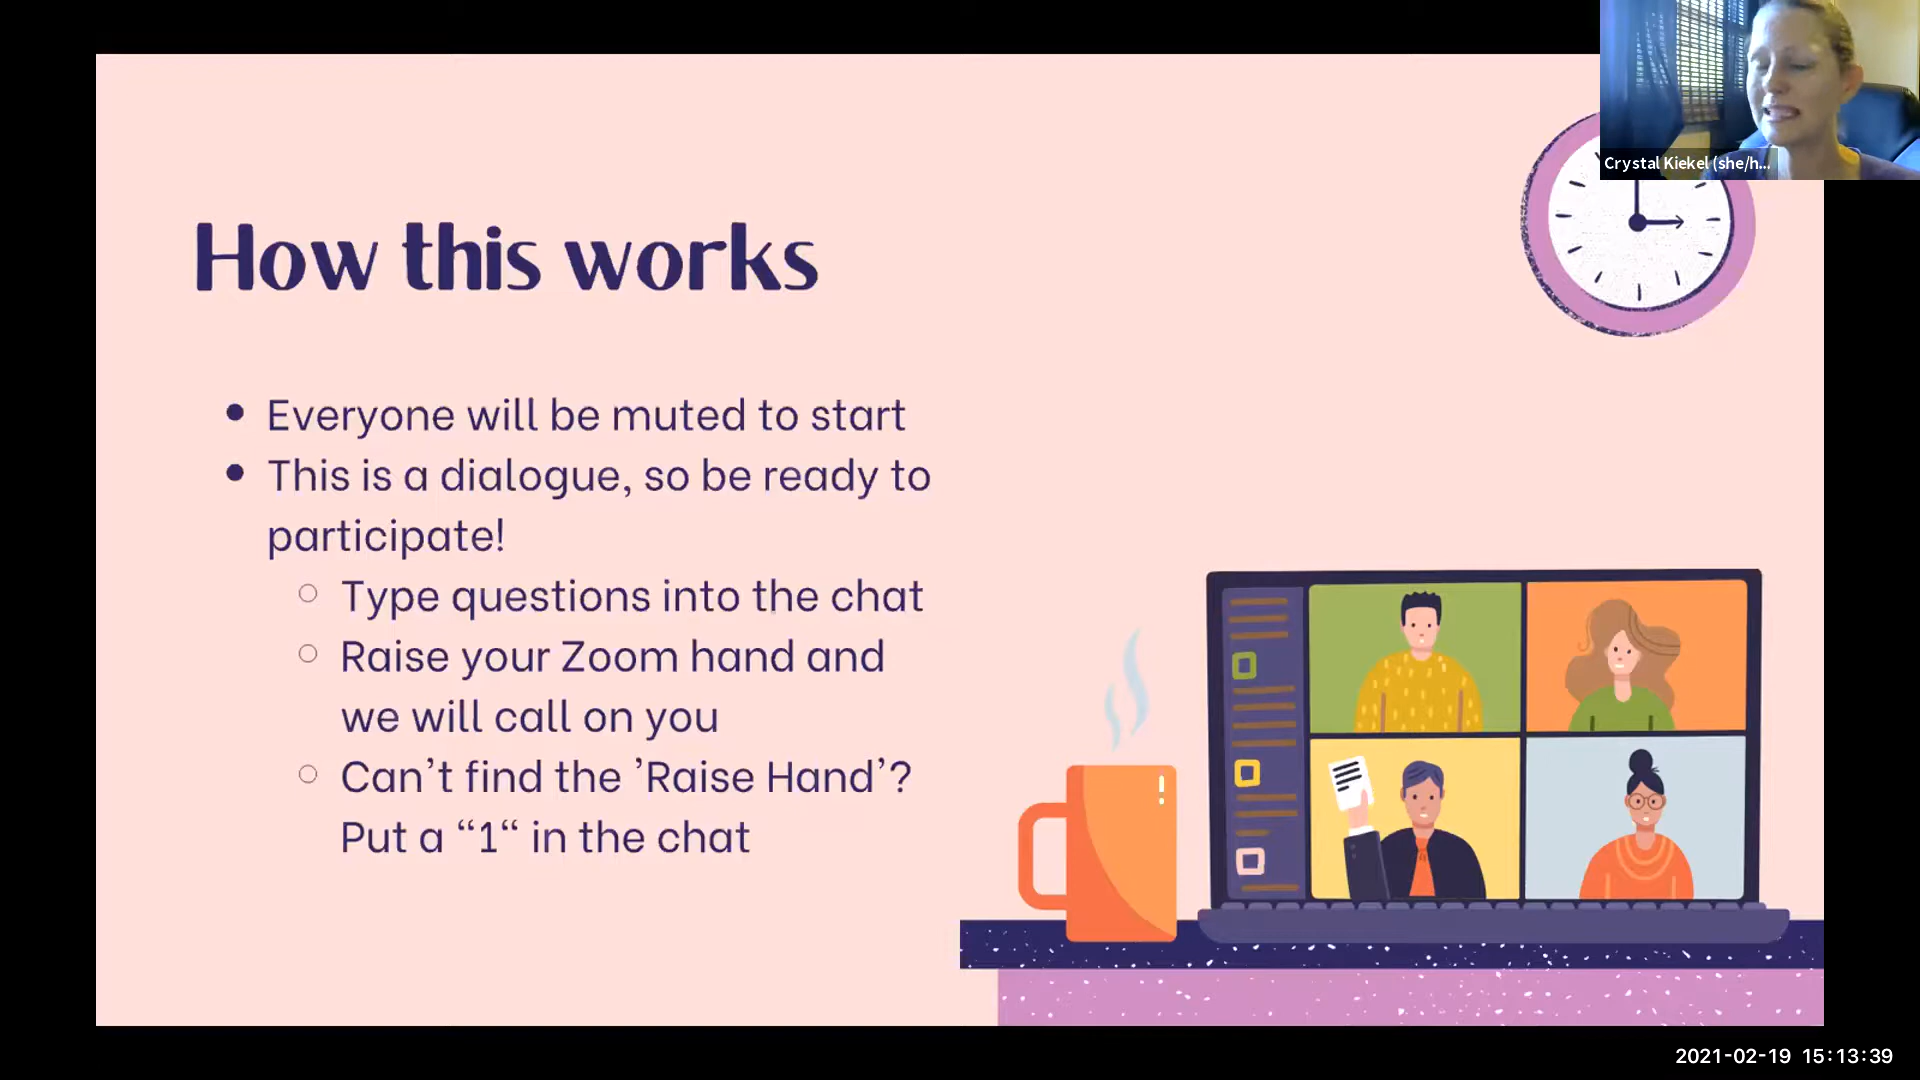 Crystal Kiekel (she/h...
How this works
• Everyone will be muted to start
• This is a dialogue, so be ready to
participate!
○ Type questions into the chat
○ Raise your Zoom hand and
we will call on you
○ Can't find the 'Raise Hand'?
Put a “1“ in the chat
2021-02-19 15:13:39